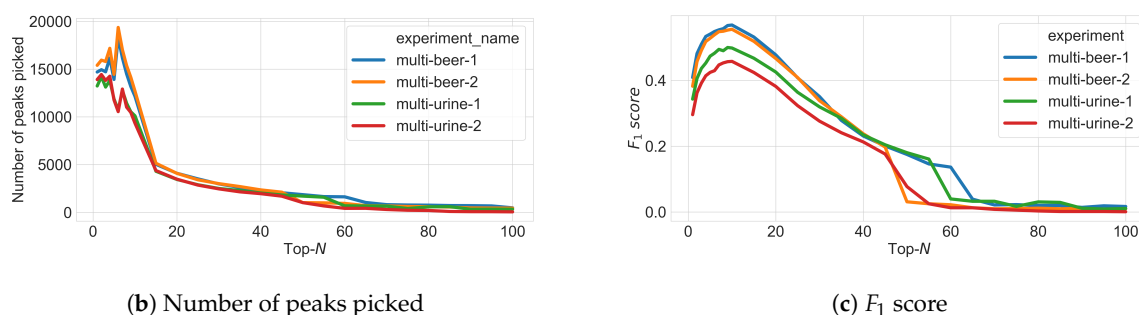 20000
15000
10000
5000
0
Number of peaks picked
experiment_name
multi-beer-1
multi-beer-2
multi-urine-1
multi-urine-2
0 20 40 60 80 100
Top-N
(b) Number of peaks picked
0.4
0.2
0.0
F1 score
experiment
multi-beer-1
multi-beer-2
multi-urine-1
multi-urine-2
0 20 40 60 80 100
Top-N
(c) F1 score